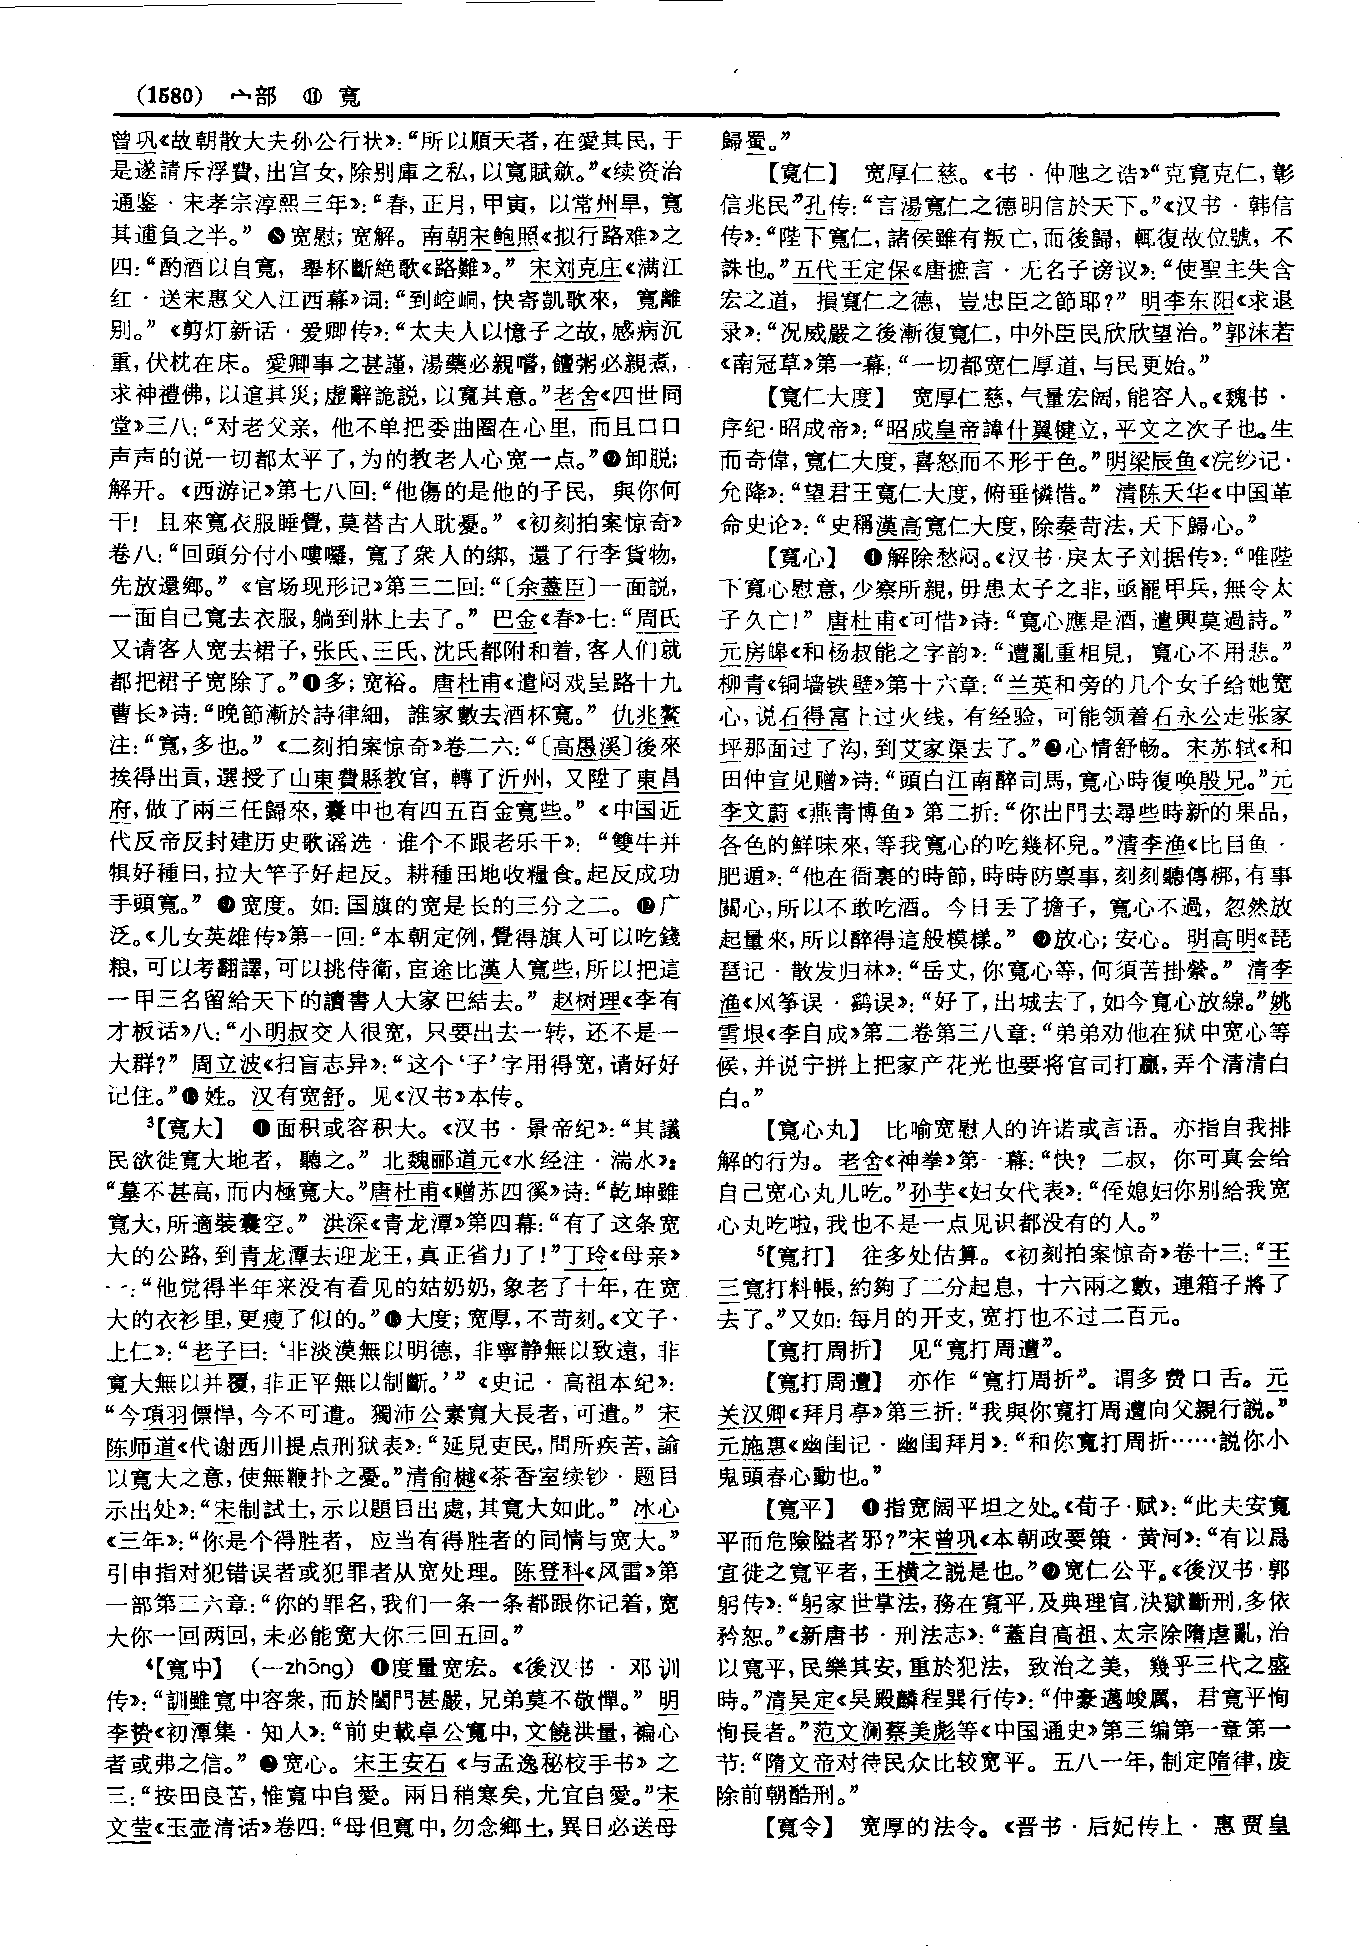 (1580) 宀部 ⑪ 寬
曾巩《故朝散大夫孙公行状》：“所以順天者，在愛其民，于
是遂請斥浮費，出宫女，除别庫之私，以寬賦斂。”《续资治
通鉴·宋孝宗淳熙三年》：“春，正月，甲寅，以常州旱，寬
其逋負之半。”❽宽慰；宽解。南朝宋鲍照《拟行路难》之
四：“酌酒以自寬，舉杯斷絶歌《路難》。”宋刘克庄《满江
红·送宋惠父入江西幕》词：“到崆峒，快寄凱歌來，寬離
别。”《剪灯新话·爱卿传》：“太夫人以憶子之故，感病沉
重，伏枕在床。愛卿事之甚謹，湯藥必親嚐，饘粥必親煮，
求神禮佛，以逭其災；虚辭詭説，以寬其意。”老舍《四世同
堂》三八：“对老父亲，他不单把委曲圈在心里，而且口口
声声的说一切都太平了，为的教老人心宽一点。”❾卸脱；
解开。《西游记》第七八回：“他傷的是他的子民，與你何
干！且來寬衣服睡覺，莫替古人耽憂。”《初刻拍案惊奇》
卷八：“回頭分付小嘍囉，寬了衆人的綁，還了行李貨物，
先放還鄉。”《官场现形记》第三二回：“〔余藎臣〕一面説，
一面自己寬去衣服，躺到牀上去了。”巴金《春》七：“周氏
又请客人宽去裙子，张氏、王氏、沈氏都附和着，客人们就
都把裙子宽除了。”❿多；宽裕。唐杜甫《遣闷戏呈路十九
曹长》诗：“晚節漸於詩律細，誰家數去酒杯寬。”仇兆鳌
注：“寬，多也。”《二刻拍案惊奇》卷二六：“〔高愚溪〕後來
挨得出貢，選授了山東費縣教官，轉了沂州，又陞了東昌
府，做了兩三任歸來，囊中也有四五百金寬些。”《中国近
代反帝反封建历史歌谣选·谁个不跟老乐干》：“雙牛并
犋好種田，拉大竿子好起反。耕種田地收糧食。起反成功
手頭寬。”⓫宽度。如：国旗的宽是长的三分之二。⓬广
泛。《儿女英雄传》第一回：“本朝定例，覺得旗人可以吃錢
粮，可以考翻譯，可以挑侍衛，宦途比漢人寬些，所以把這
一甲三名留給天下的讀書人大家巴結去。”赵树理《李有
才板话》八：“小明叔交人很宽，只要出去一转，还不是一
大群？”周立波《扫盲志异》：“这个‘子’字用得宽，请好好
记住。”⓭姓。汉有宽舒。见《汉书》本传。
³【寬大】 ❶面积或容积大。《汉书·景帝纪》：“其議
民欲徙寬大地者，聽之。”北魏郦道元《水经注·湍水》：
“墓不甚高，而内極寬大。”唐杜甫《赠苏四徯》诗：“乾坤雖
寬大，所適裝囊空。”洪深《青龙潭》第四幕：“有了这条宽
大的公路，到青龙潭去迎龙王，真正省力了！”丁玲《母亲》
一：“他觉得半年来没有看见的姑奶奶，象老了十年，在宽
大的衣衫里，更瘦了似的。”❷大度；宽厚，不苛刻。《文子·
上仁》：“老子曰：‘非淡漠無以明德，非寧静無以致遠，非
寬大無以并覆，非正平無以制斷。’”《史记·高祖本纪》：
“今項羽僄悍，今不可遣。獨沛公素寬大長者，可遣。”宋
陈师道《代谢西川提点刑狱表》：“延見吏民，問所疾苦，諭
以寬大之意，使無鞭扑之憂。”清俞樾《茶香室续钞·题目
示出处》：“宋制試士，示以題目出處，其寬大如此。”冰心
《三年》：“你是个得胜者，应当有得胜者的同情与宽大。”
引申指对犯错误者或犯罪者从宽处理。陈登科《风雷》第
一部第二六章：“你的罪名，我们一条一条都跟你记着，宽
大你一回两回，未必能宽大你三回五回。”
⁴【寬中】 （—zhōng）❶度量宽宏。《後汉书·邓训
传》：“訓雖寬中容衆，而於閨門甚嚴，兄弟莫不敬憚。”明
李贽《初潭集·知人》：“前史載卓公寬中，文饒洪量，褊心
者或弗之信。”❷宽心。宋王安石《与孟逸秘校手书》之
三：“按田良苦，惟寬中自愛。兩日稍寒矣，尤宜自愛。”宋
文莹《玉壶清话》卷四：“母但寬中，勿念鄉土，異日必送母
歸蜀。”
【寬仁】 宽厚仁慈。《书·仲虺之诰》“克寬克仁，彰
信兆民”孔传：“言湯寬仁之德明信於天下。”《汉书·韩信
传》：“陛下寬仁，諸侯雖有叛亡，而後歸，輒復故位號，不
誅也。”五代王定保《唐摭言·无名子谤议》：“使聖主失含
宏之道，損寬仁之德，豈忠臣之節耶？”明李东阳《求退
录》：“况威嚴之後漸復寬仁，中外臣民欣欣望治。”郭沫若
《南冠草》第一幕：“一切都宽仁厚道，与民更始。”
【寬仁大度】 宽厚仁慈，气量宏阔，能容人。《魏书·
序纪·昭成帝》：“昭成皇帝諱什翼犍立，平文之次子也。生
而奇偉，寬仁大度，喜怒而不形于色。”明梁辰鱼《浣纱记·
允降》：“望君王寬仁大度，俯垂憐惜。”清陈天华《中国革
命史论》：“史稱漢高寬仁大度，除秦苛法，天下歸心。”
【寬心】 ❶解除愁闷。《汉书·戾太子刘据传》：“唯陛
下寬心慰意，少察所親，毋患太子之非，亟罷甲兵，無令太
子久亡！”唐杜甫《可惜》诗：“寬心應是酒，遣興莫過詩。”
元房皞《和杨叔能之字韵》：“遭亂重相見，寬心不用悲。”
柳青《铜墙铁壁》第十六章：“兰英和旁的几个女子给她宽
心，说石得富上过火线，有经验，可能领着石永公走张家
坪那面过了沟，到艾家渠去了。”❷心情舒畅。宋苏轼《和
田仲宣见赠》诗：“頭白江南醉司馬，寬心時復唤殷兄。”元
李文蔚《燕青博鱼》第二折：“你出門去尋些時新的果品，
各色的鮮味來，等我寬心的吃幾杯兒。”清李渔《比目鱼·
肥遁》：“他在衙裏的時節，時時防禀事，刻刻聽傳梆，有事
關心，所以不敢吃酒。今日丢了擔子，寬心不過，忽然放
起量來，所以醉得這般模樣。”❸放心；安心。明高明《琵
琶记·散发归林》：“岳丈，你寬心等，何須苦掛縈。”清李
渔《风筝误·鹞误》：“好了，出城去了，如今寬心放線。”姚
雪垠《李自成》第二卷第三八章：“弟弟劝他在狱中宽心等
候，并说宁拼上把家产花光也要将官司打赢，弄个清清白
白。”
【寬心丸】 比喻宽慰人的许诺或言语。亦指自我排
解的行为。老舍《神拳》第一幕：“快？二叔，你可真会给
自己宽心丸儿吃。”孙芋《妇女代表》：“侄媳妇你别给我宽
心丸吃啦，我也不是一点见识都没有的人。”
⁵【寬打】 往多处估算。《初刻拍案惊奇》卷十三：“王
三寬打料帳，約夠了二分起息，十六兩之數，連箱子將了
去了。”又如：每月的开支，宽打也不过二百元。
【寬打周折】 见“寬打周遭”。
【寬打周遭】 亦作“寬打周折”。谓多费口舌。元
关汉卿《拜月亭》第三折：“我與你寬打周遭向父親行説。”
元施惠《幽闺记·幽闺拜月》：“和你寬打周折……説你小
鬼頭春心動也。”
【寬平】 ❶指宽阔平坦之处。《荀子·赋》：“此夫安寬
平而危險隘者邪？”宋曾巩《本朝政要策·黄河》：“有以爲
宜徙之寬平者，王横之説是也。”❷宽仁公平。《後汉书·郭
躬传》：“躬家世掌法，務在寬平，及典理官，決獄斷刑，多依
矜恕。”《新唐书·刑法志》：“蓋自高祖、太宗除隋虐亂，治
以寬平，民樂其安，重於犯法，致治之美，幾乎三代之盛
時。”清吴定《吴殿麟程巽行传》：“仲豪邁峻厲，君寬平恂
恂長者。”范文澜蔡美彪等《中国通史》第三编第一章第一
节：“隋文帝对待民众比较宽平。五八一年，制定隋律，废
除前朝酷刑。”
【寬令】 宽厚的法令。《晋书·后妃传上·惠贾皇